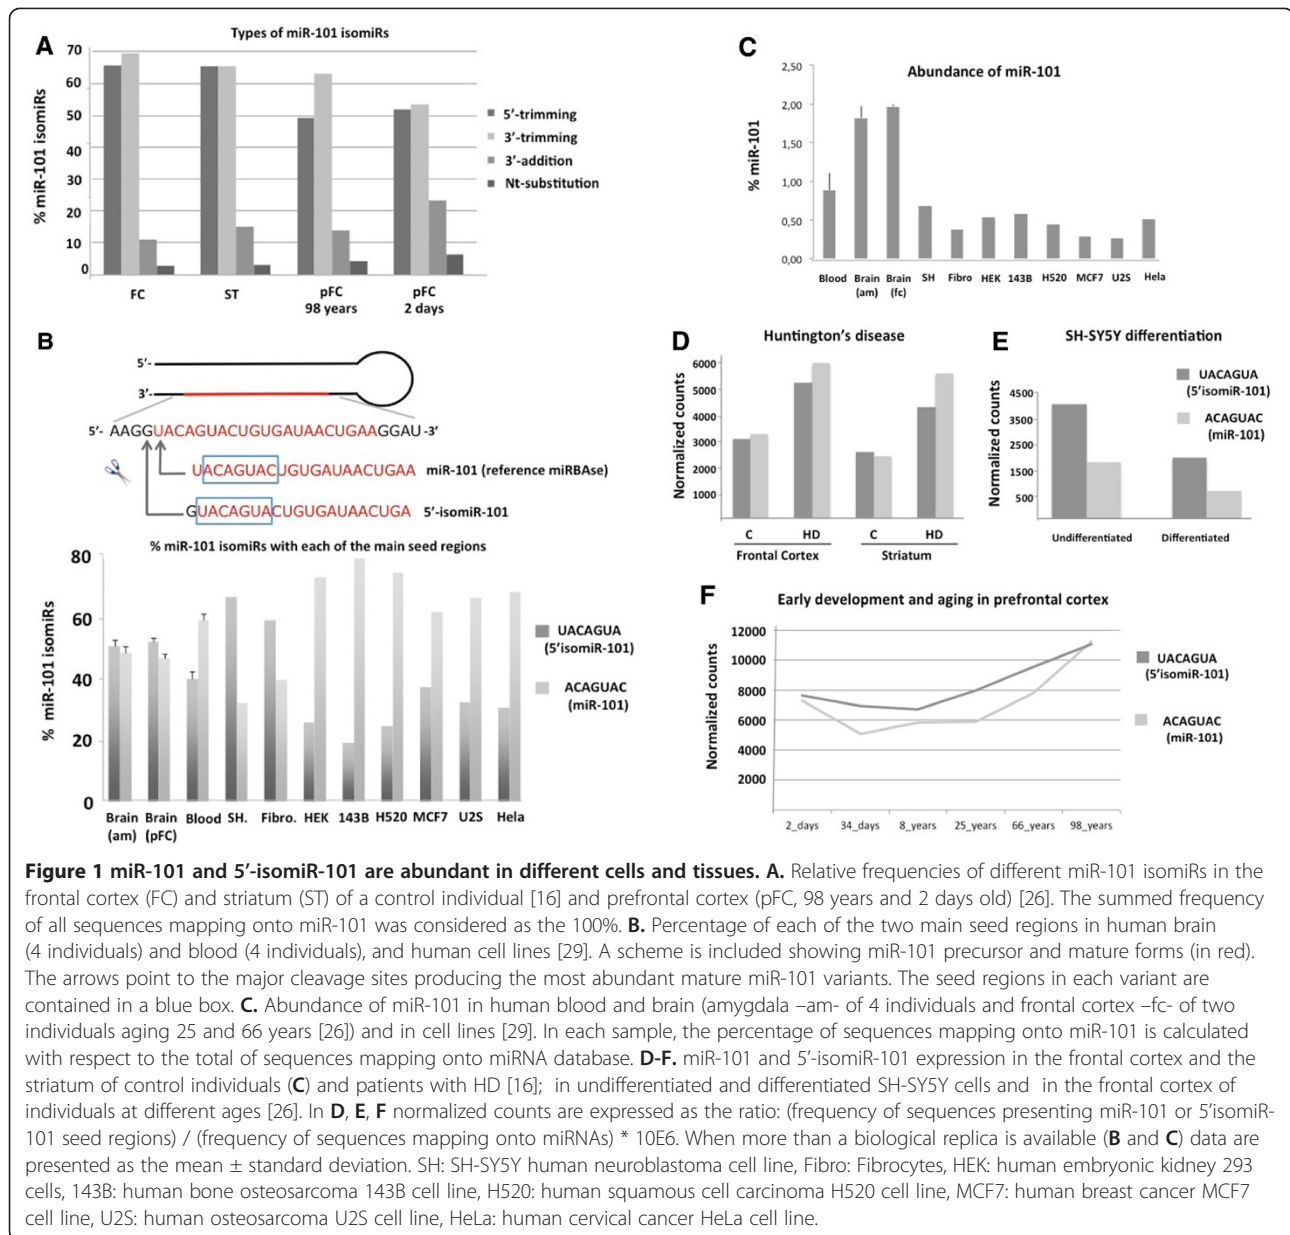 A
Types of miR-101 isomiRs
% miR-101 isomiRs
70
60
50
40
30
20
10
0
FC
ST
pFC
98 years
pFC
2 days
5'-trimming
3'-trimming
3'-addition
Nt-substitution
C
Abundance of miR-101
% miR-101
2,50
2,00
1,00
0,50
0,00
Blood
Brain
(am)
Brain
(fc)
SH
Fibro
HEK
143B
H520
MCF7
U2S
Hela
B
5'-
3'-
5'- AAGGUACAGUACUGUGAUAACUGAAGGAU -3'
UACAGUACUGUGAUAACUGAA miR-101 (reference miRBAse)
GUACAGUACUGUGAUAACUGA 5'-isomiR-101
% miR-101 isomiRs with each of the main seed regions
% miR-101 isomiRs
80
60
40
20
0
Brain
(am)
Brain
(pFC)
Blood
SH.
Fibro.
HEK
143B
H520
MCF7
U2S
Hela
UACAGUA
(5'isomiR-101)
ACAGUAC
(miR-101)
D
Huntington's disease
Normalized counts
6000
5000
4000
3000
2000
1000
C
HD
C
HD
Frontal Cortex
Striatum
E
SH-SY5Y differentiation
UACAGUA
(5'isomiR-101)
ACAGUAC
(miR-101)
Normalized counts
4500
3500
2500
1500
500
Undifferentiated
Differentiated
F
Early development and aging in prefrontal cortex
Normalized counts
12000
10000
8000
6000
4000
2000
2_days
34_days
8_years
25_years
66_years
98_years
UACAGUA
(5'isomiR-101)
ACAGUAC
(miR-101)
Figure 1 miR-101 and 5'-isomiR-101 are abundant in different cells and tissues. A. Relative frequencies of different miR-101 isomiRs in the
frontal cortex (FC) and striatum (ST) of a control individual [16] and prefrontal cortex (pFC, 98 years and 2 days old) [26]. The summed frequency
of all sequences mapping onto miR-101 was considered as the 100%. B. Percentage of each of the two main seed regions in human brain
(4 individuals) and blood (4 individuals), and human cell lines [29]. A scheme is included showing miR-101 precursor and mature forms (in red).
The arrows point to the major cleavage sites producing the most abundant mature miR-101 variants. The seed regions in each variant are
contained in a blue box. C. Abundance of miR-101 in human blood and brain (amygdala –am- of 4 individuals and frontal cortex –fc- of two
individuals aging 25 and 66 years [26]) and in cell lines [29]. In each sample, the percentage of sequences mapping onto miR-101 is calculated
with respect to the total of sequences mapping onto miRNA database. D-F. miR-101 and 5'-isomiR-101 expression in the frontal cortex and the
striatum of control individuals (C) and patients with HD [16]; in undifferentiated and differentiated SH-SY5Y cells and in the frontal cortex of
individuals at different ages [26]. In D, E, F normalized counts are expressed as the ratio: (frequency of sequences presenting miR-101 or 5'isomiR-
101 seed regions) / (frequency of sequences mapping onto miRNAs) * 10E6. When more than a biological replica is available (B and C) data are
presented as the mean ± standard deviation. SH: SH-SY5Y human neuroblastoma cell line, Fibro: Fibrocytes, HEK: human embryonic kidney 293
cells, 143B: human bone osteosarcoma 143B cell line, H520: human squamous cell carcinoma H520 cell line, MCF7: human breast cancer MCF7
cell line, U2S: human osteosarcoma U2S cell line, HeLa: human cervical cancer HeLa cell line.